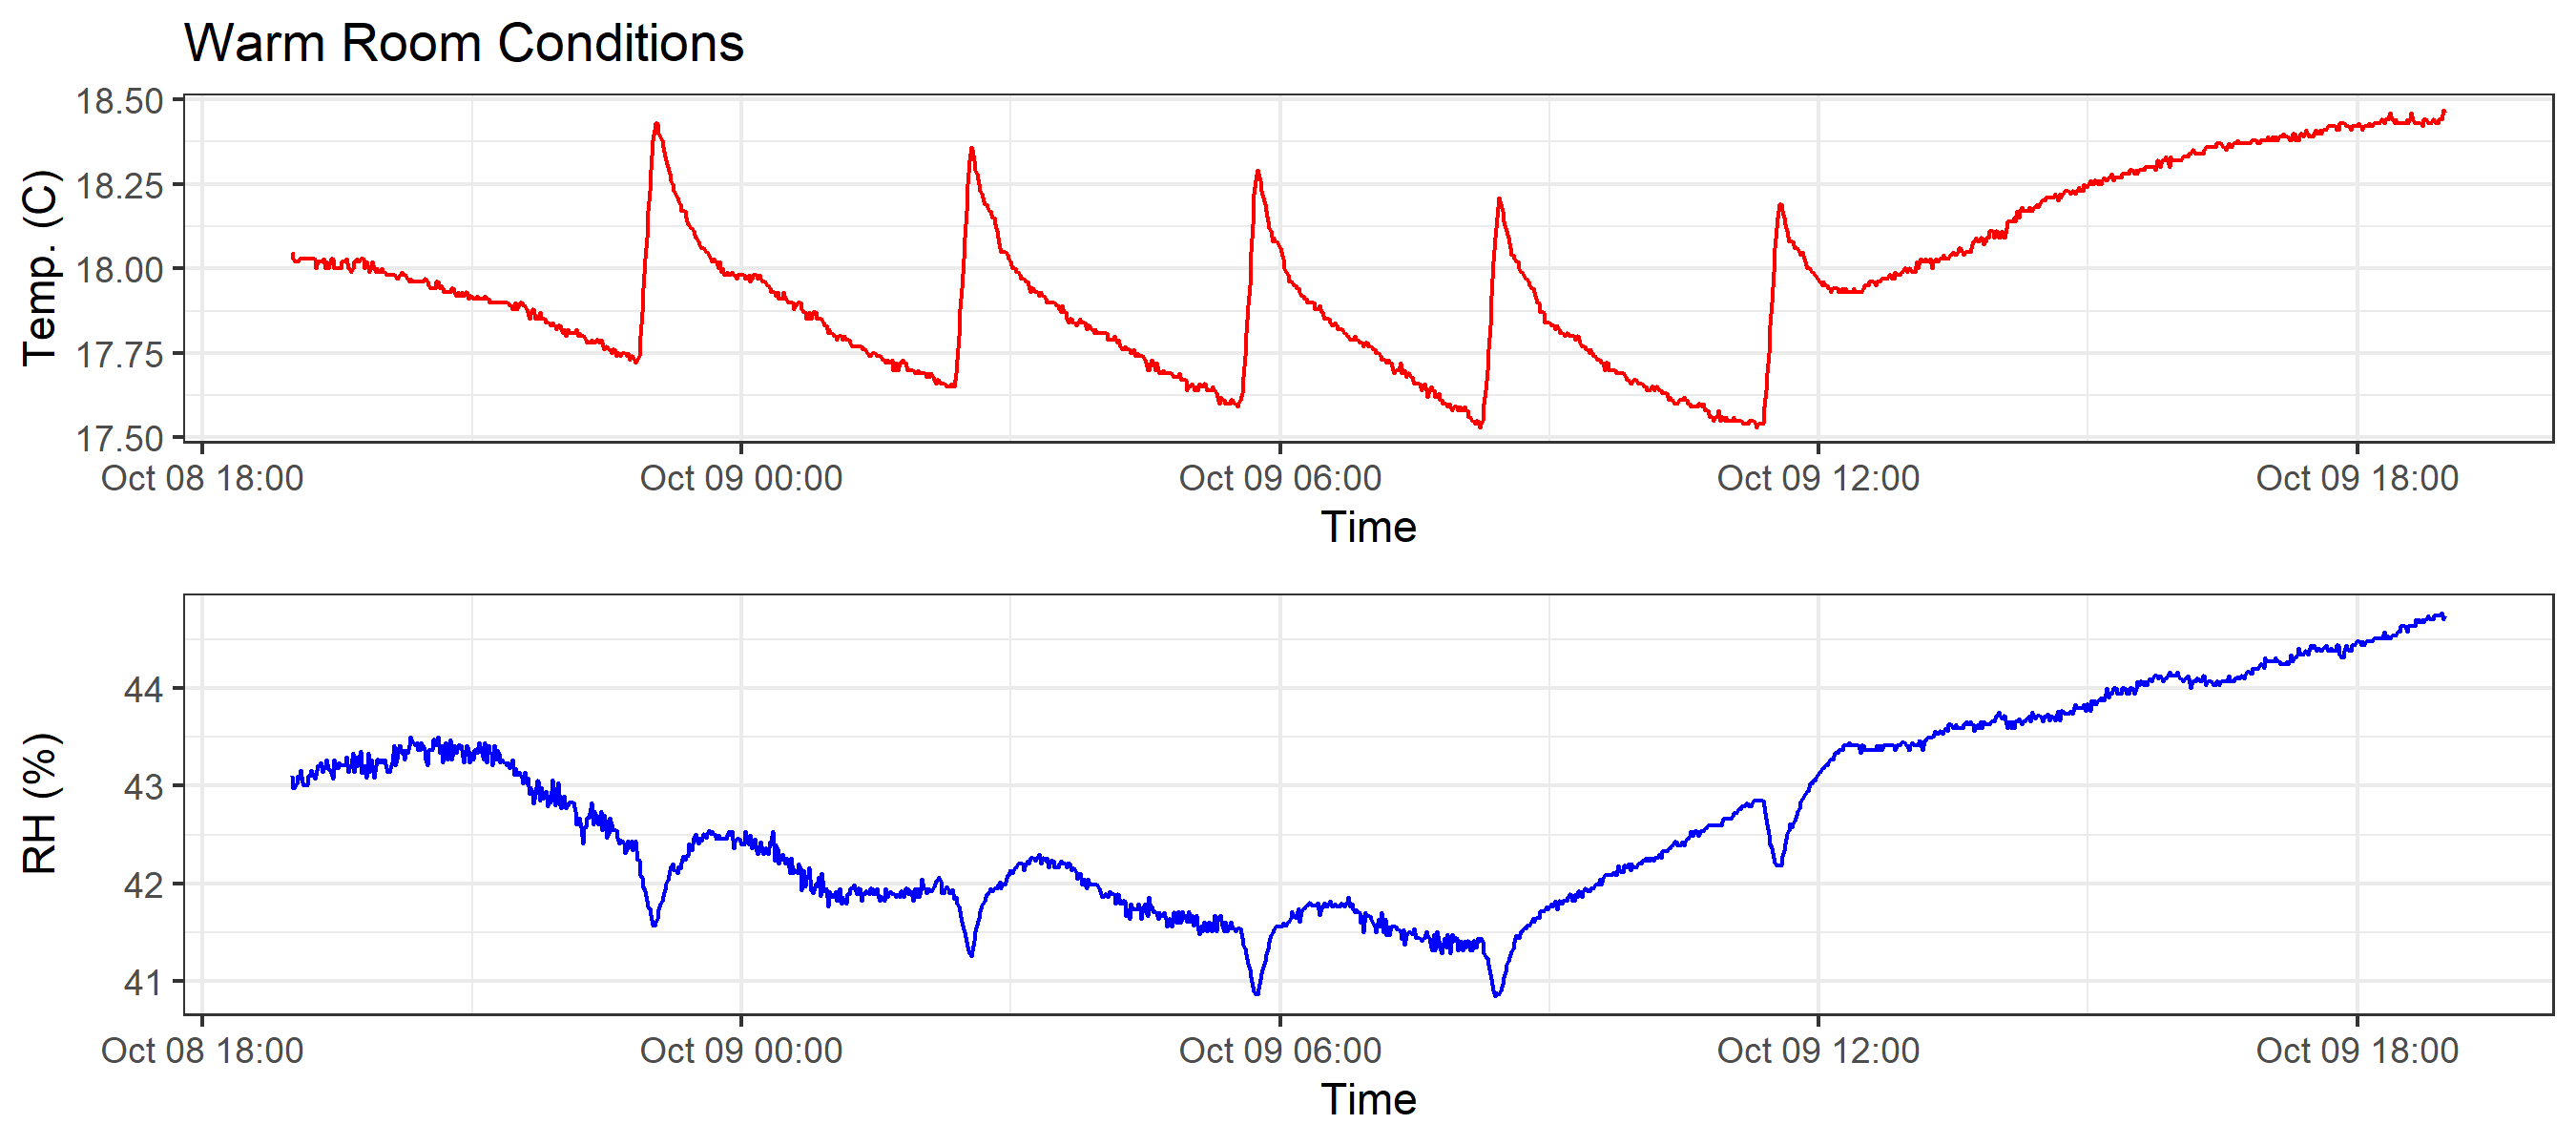 Warm Room Conditions
Temp. (C)
18.50
18.25
18.00
17.75
17.50
Oct 08 18:00 Oct 09 00:00 Oct 09 06:00 Oct 09 12:00 Oct 09 18:00
Time
RH (%)
44
43
42
41
Oct 08 18:00 Oct 09 00:00 Oct 09 06:00 Oct 09 12:00 Oct 09 18:00
Time